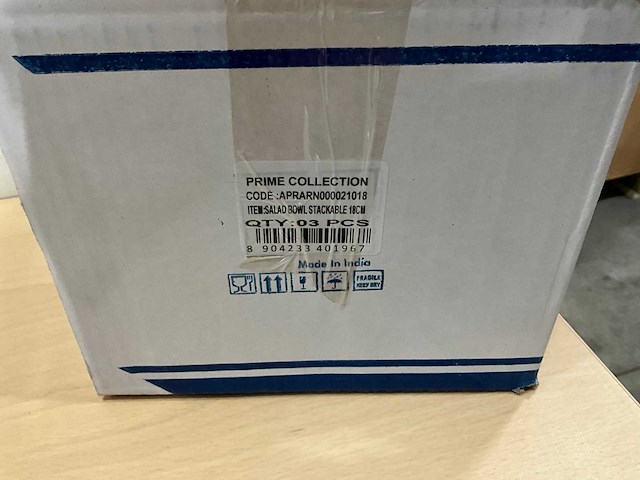 PRIME COLLECTION
CODE :APRARN000021018
ITEM:SALAD BOWL STACKABLE 18CM
QTY:03 PCS
8 904233 401967
Made In India
FRAGILE
KEEP DRY